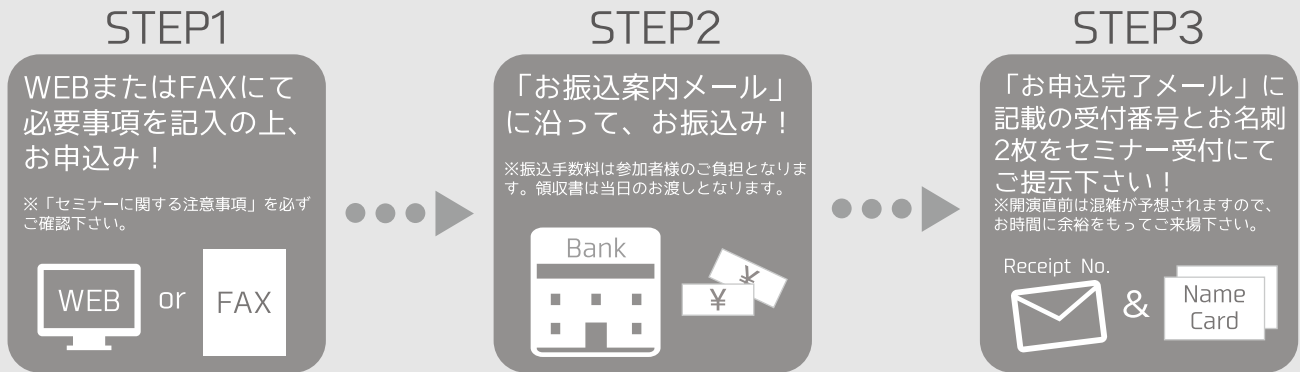 STEP1
WEBまたはFAXにて
必要事項を記入の上、
お申込み！
※「セミナーに関する注意事項」を必ず
ご確認下さい。
WEB
or
FAX
STEP2
「お振込案内メール」
に沿って、お振込み！
※振込手数料は参加者様のご負担となりま
す。領収書は当日のお渡しとなります。
Bank
¥
¥
STEP3
「お申込完了メール」に
記載の受付番号とお名刺
2枚をセミナー受付にて
ご提示下さい！
※開演直前は混雑が予想されますので、
お時間に余裕をもってご来場下さい。
Receipt No.
&
Name
Card